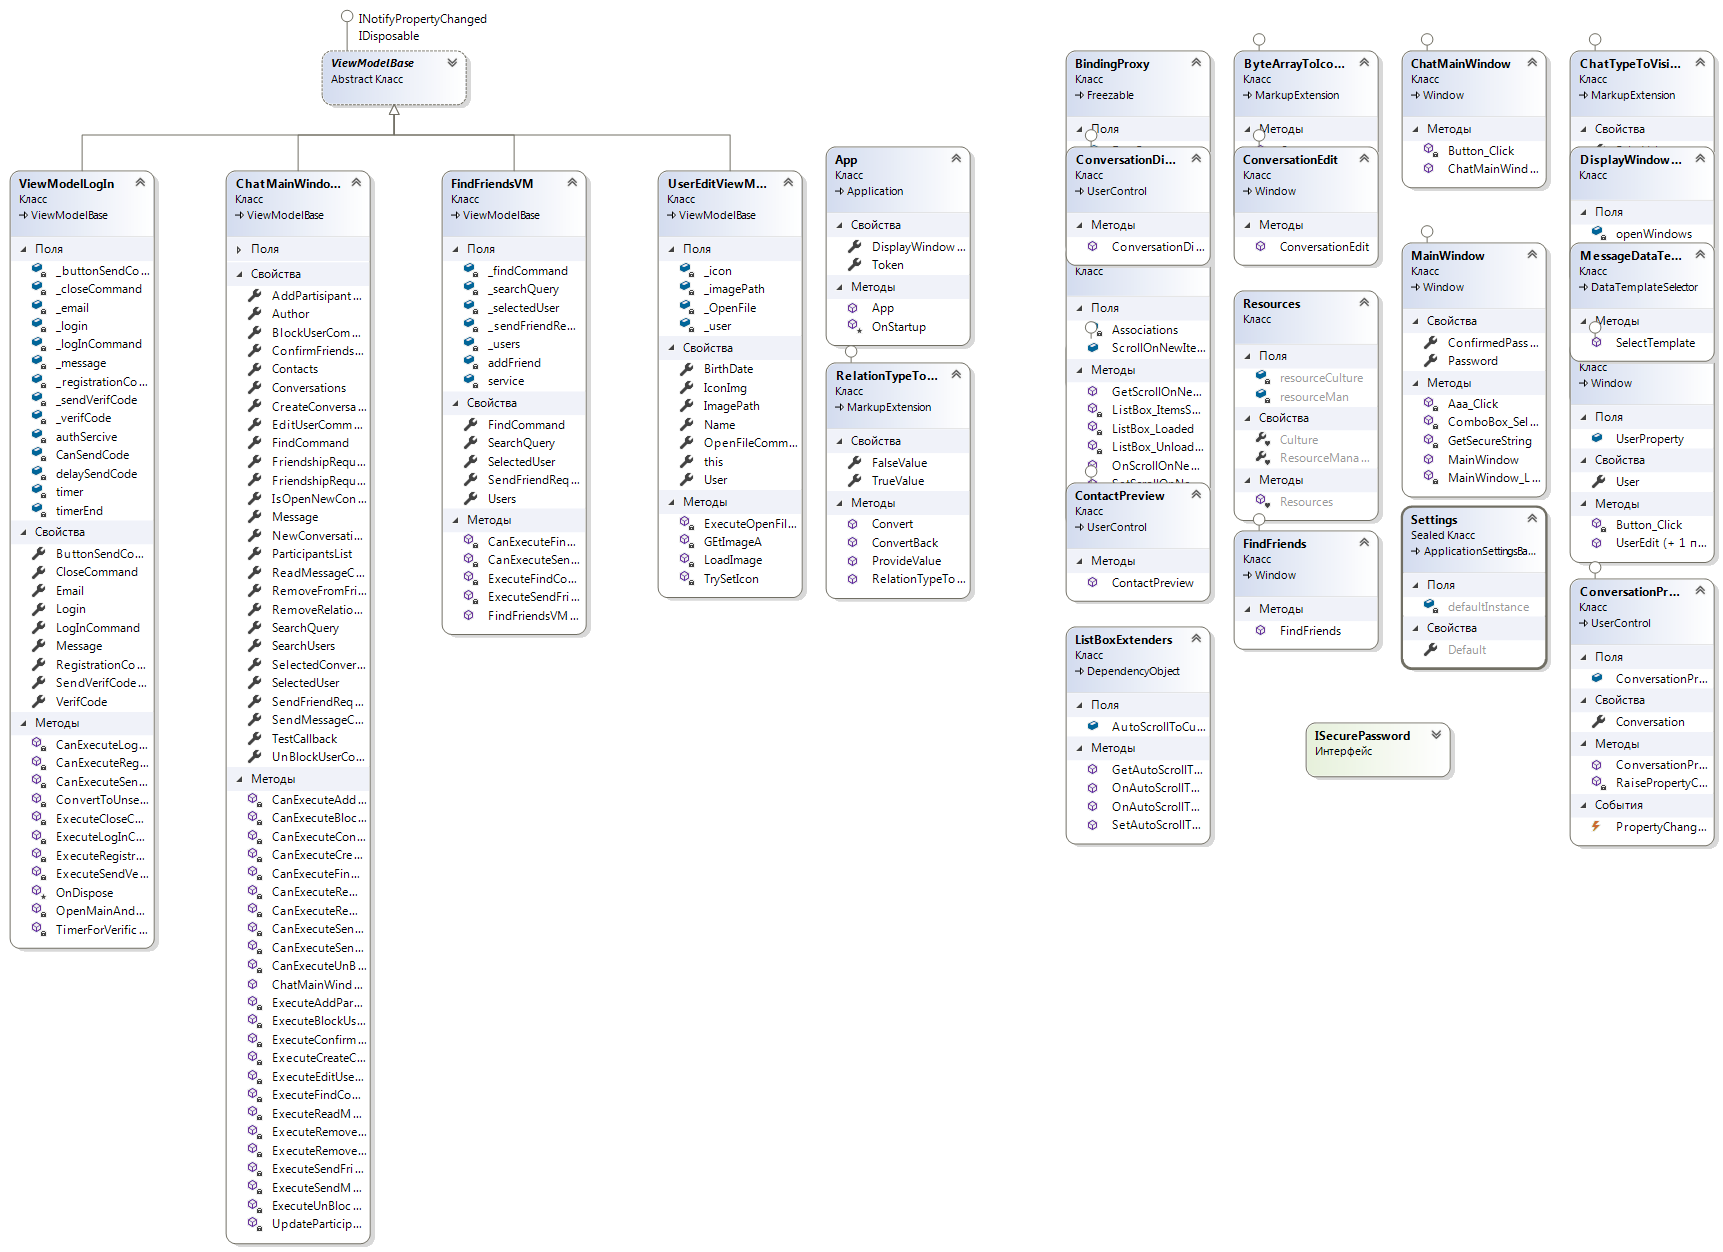 INotifyPropertyChanged
IDisposable
ViewModelBase
Abstract Класс
ViewModelLogIn
Класс
ViewModelBase
Поля
_buttonSendCo...
_closeCommand
_email
_login
_logInCommand
_message
_registrationCo...
_sendVerifCode
_verifCode
authSercive
CanSendCode
delaySendCode
timer
timerEnd
Свойства
ButtonSendCo...
CloseCommand
Email
Login
LogInCommand
Message
RegistrationCo...
SendVerifCode...
VerifCode
Методы
CanExecuteLog...
CanExecuteReg...
CanExecuteSen...
ConvertToUnse...
ExecuteCloseC...
ExecuteLogInC...
ExecuteRegistr...
ExecuteSendVe...
OnDispose
OpenMainAnd...
TimerForVerific...
ChatMainWindo...
Класс
ViewModelBase
Поля
Свойства
AddPartisipant...
Author
BlockUserCom...
ConfirmFriends...
Contacts
Conversations
CreateConversa...
EditUserComm...
FindCommand
FriendshipRequ...
FriendshipRequ...
IsOpenNewCon...
Message
NewConversati...
ParticipantsList
ReadMessageC...
RemoveFromFri...
RemoveRelatio...
SearchQuery
SearchUsers
SelectedConver...
SelectedUser
SendFriendReq...
SendMessageC...
TestCallback
UnBlockUserCo...
Методы
CanExecuteAdd...
CanExecuteBloc...
CanExecuteCon...
CanExecuteCre...
CanExecuteFin...
CanExecuteRe...
CanExecuteRe...
CanExecuteSen...
CanExecuteSen...
CanExecuteUnB...
ChatMainWind...
ExecuteAddPar...
ExecuteBlockUs...
ExecuteConfirm...
ExecuteCreateC...
ExecuteEditUse...
ExecuteFindCo...
ExecuteReadM...
ExecuteRemove...
ExecuteRemove...
ExecuteSendFri...
ExecuteSendM...
ExecuteUnBloc...
UpdateParticip...
FindFriendsVM
Класс
ViewModelBase
Поля
_findCommand
_searchQuery
_selectedUser
_sendFriendRe...
_users
addFriend
service
Свойства
FindCommand
SearchQuery
SelectedUser
SendFriendReq...
Users
Методы
CanExecuteFin...
CanExecuteSen...
ExecuteFindCo...
ExecuteSendFri...
FindFriendsVM...
UserEditViewM...
Класс
ViewModelBase
Поля
_icon
_imagePath
_OpenFile
_user
Свойства
BirthDate
IconImg
ImagePath
Name
OpenFileComm...
this
User
Методы
ExecuteOpenFil...
GEtImageA
LoadImage
TrySetIcon
App
Класс
Application
Свойства
DisplayWindow...
Token
Методы
App
OnStartup
RelationTypeTo...
Класс
MarkupExtension
Свойства
FalseValue
TrueValue
Методы
Convert
ConvertBack
ProvideValue
RelationTypeTo...
BindingProxy
Класс
Freezable
Поля
ConversationDi...
Класс
UserControl
Методы
ConversationDi...
Класс
Поля
Associations
ScrollOnNewIte...
Методы
GetScrollOnNe...
ListBox_ItemsS...
ListBox_Loaded
ListBox_Unload...
OnScrollOnNe...
ContactPreview
Класс
UserControl
Методы
ContactPreview
ListBoxExtenders
Класс
DependencyObject
Поля
AutoScrollToCu...
Методы
GetAutoScrollT...
OnAutoScrollT...
OnAutoScrollT...
SetAutoScrollT...
ByteArrayToIco...
Класс
MarkupExtension
Методы
ConversationEdit
Класс
Window
Методы
ConversationEdit
Resources
Класс
Поля
resourceCulture
resourceMan
Свойства
Culture
ResourceMana...
Методы
Resources
FindFriends
Класс
Window
Методы
FindFriends
ISecurePassword
Интерфейс
ChatMainWindow
Класс
Window
Методы
Button_Click
ChatMainWind...
MainWindow
Класс
Window
Свойства
ConfirmedPass...
Password
Методы
Aaa_Click
ComboBox_Sel...
GetSecureString
MainWindow
MainWindow_L...
Settings
Sealed Класс
ApplicationSettingsBa...
Поля
defaultInstance
Свойства
Default
ChatTypeToVisi...
Класс
MarkupExtension
Свойства
DisplayWindow...
Класс
Поля
openWindows
MessageDataTe...
Класс
DataTemplateSelector
Методы
SelectTemplate
Класс
Window
Поля
UserProperty
Свойства
User
Методы
Button_Click
UserEdit (+ 1 п...
ConversationPr...
Класс
UserControl
Поля
ConversationPr...
Свойства
Conversation
Методы
ConversationPr...
RaisePropertyC...
События
PropertyChang...